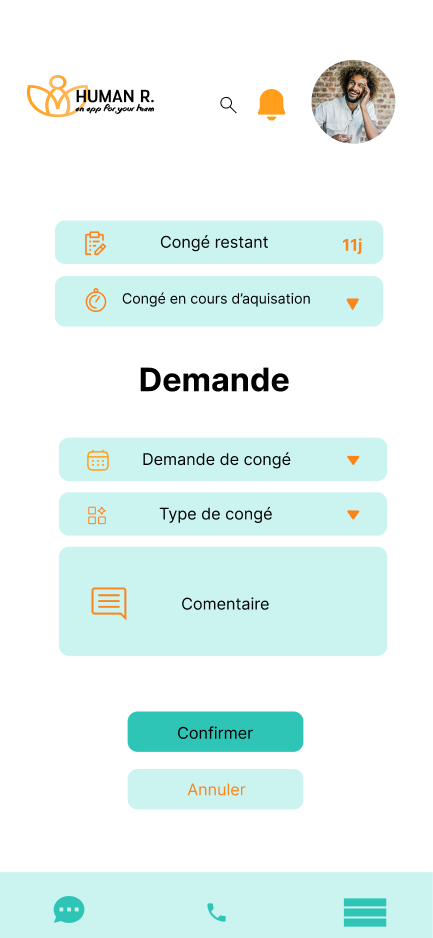 HUMAN R.
an app for your team
Congé restant
11j
Congé en cours d'aquisation
Demande
Demande de congé
Type de congé
Comentaire
Confirmer
Annuler